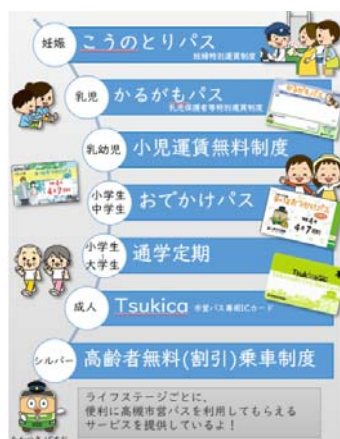 妊娠
こうのとりパス
妊婦特別運賃制度
乳児
かるがもパス
乳児保護者等特別運賃制度
かるがもパス
乳幼児
小児運賃無料制度
小学生
中学生
おでかけパス
小学生
大学生
通学定期
成人
Tsukica
市営バス専用ICカード
シルバー
高齢者無料(割引)乗車制度
ライフステージごとに、
便利に高槻市営バスを利用してもらえる
サービスを提供しているよ！